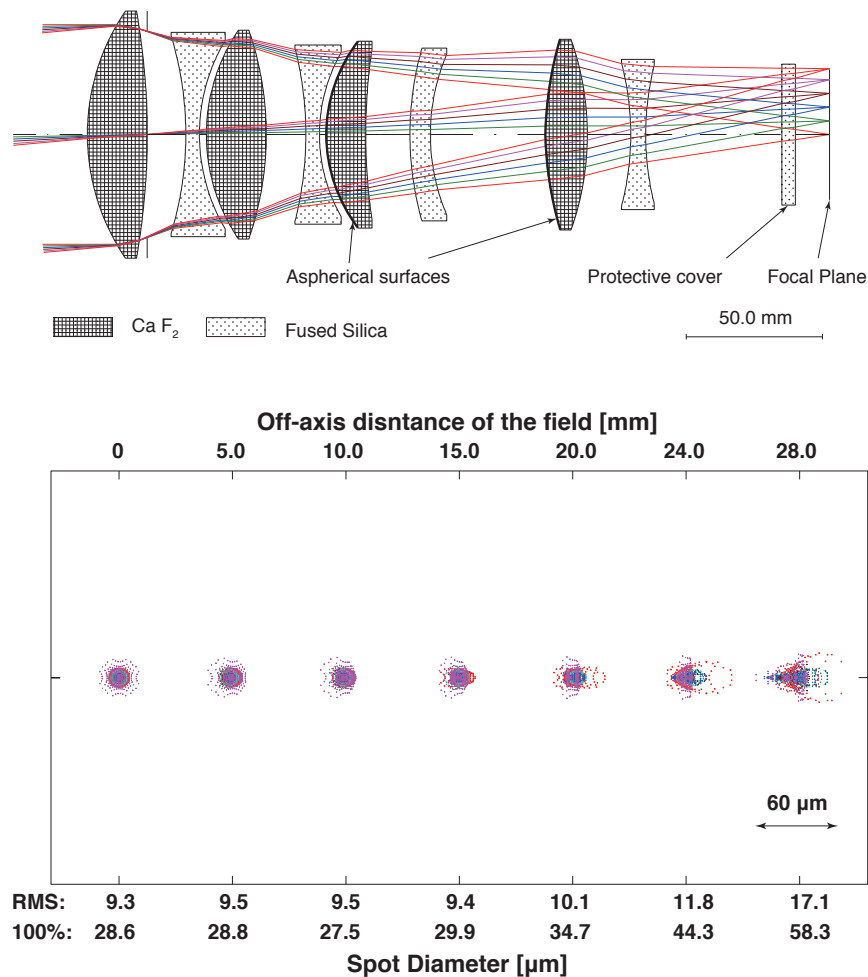 Aspherical surfaces
Protective cover
Focal Plane
Ca F2
Fused Silica
50.0 mm
Off-axis disntance of the field [mm]
0 5.0 10.0 15.0 20.0 24.0 28.0
60 µm
RMS: 9.3 9.5 9.5 9.4 10.1 11.8 17.1
100%: 28.6 28.8 27.5 29.9 34.7 44.3 58.3
Spot Diameter [µm]